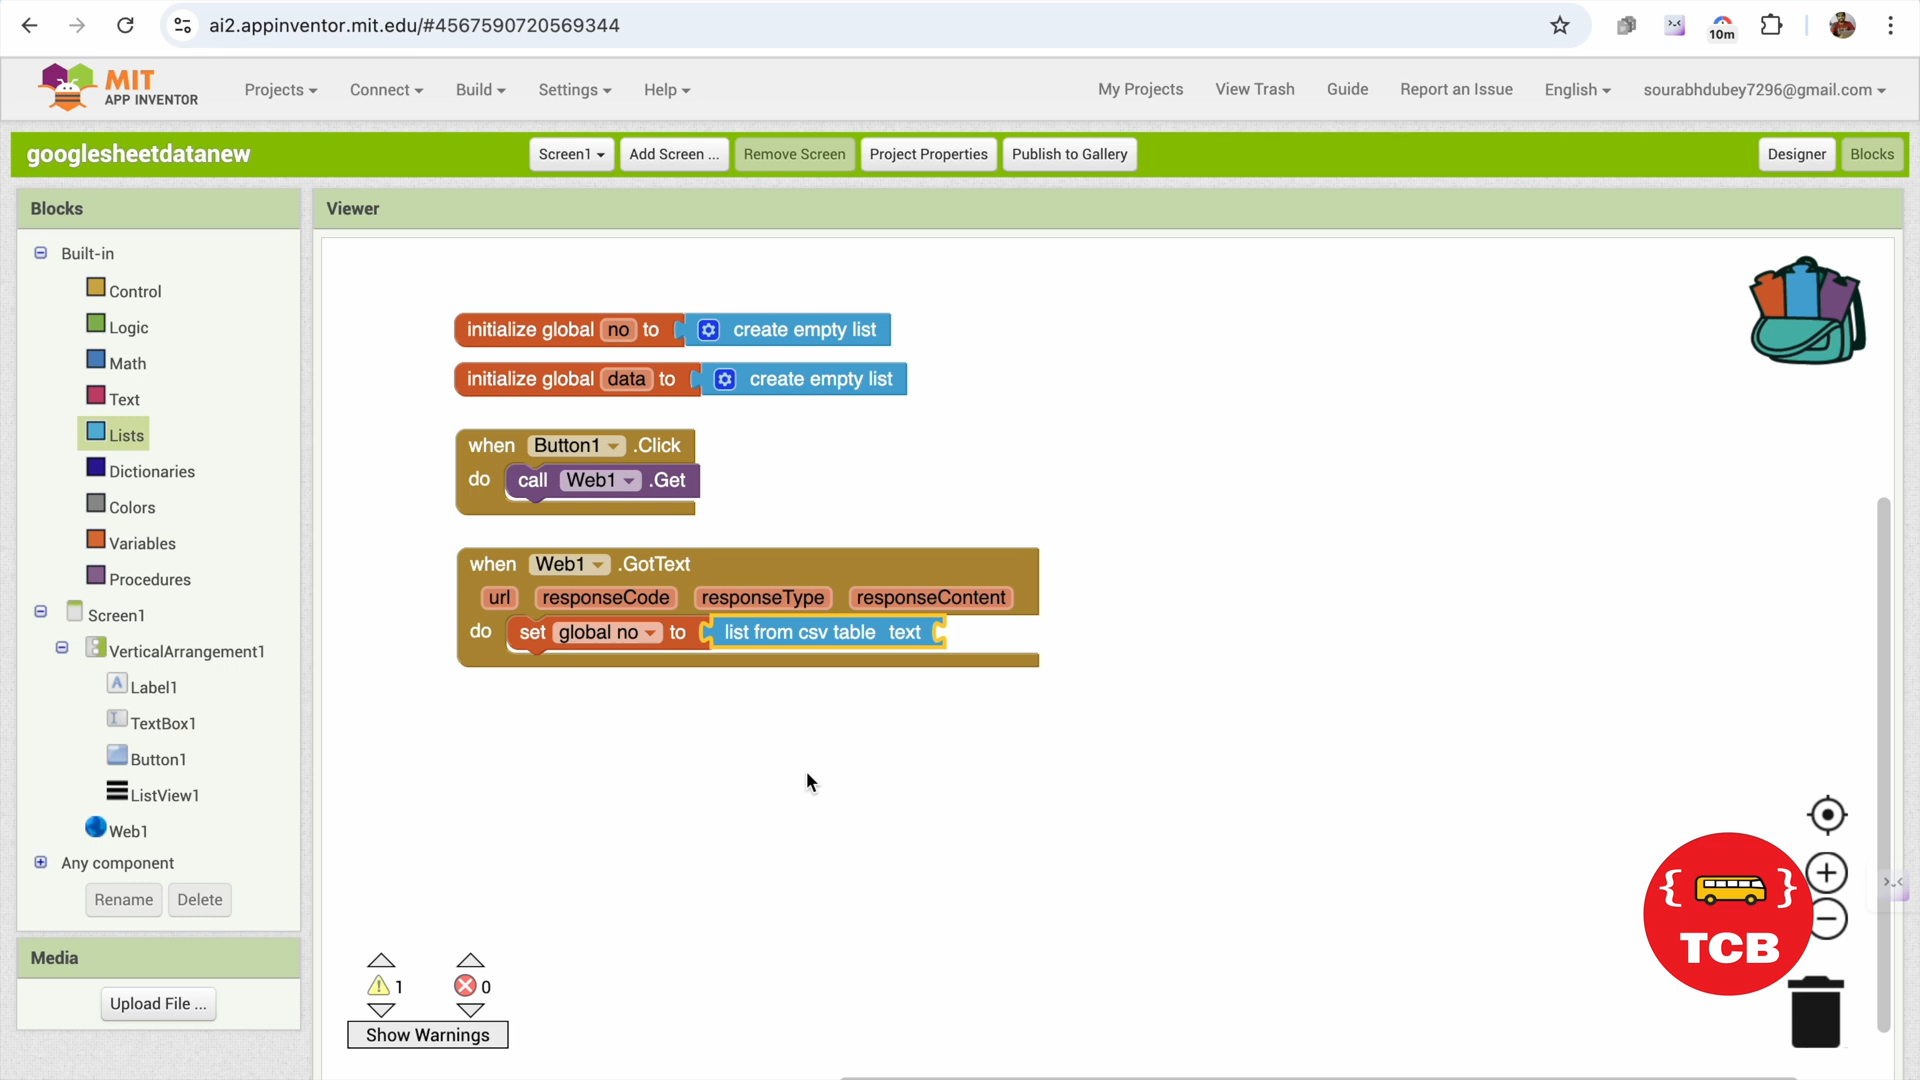 ai2.appinventor.mit.edu/#4567590720569344
10m
MIT
APP INVENTOR
Projects
Connect
Build
Settings
Help
My Projects
View Trash
Guide
Report an Issue
English
sourabhdubey7296@gmail.com
googlesheetdatanew
Screen1
Add Screen ...
Remove Screen
Project Properties
Publish to Gallery
Designer
Blocks
Blocks
Viewer
Built-in
Control
Logic
Math
Text
Lists
Dictionaries
Colors
Variables
Procedures
Screen1
VerticalArrangement1
A Label1
TextBox1
Button1
ListView1
Web1
Any component
Rename
Delete
Media
Upload File ...
initialize global no to create empty list
initialize global data to create empty list
when Button1 .Click
do call Web1 .Get
when Web1 .GotText
url responseCode responseType responseContent
do set global no to list from csv table text
1
0
Show Warnings
{ }
TCB